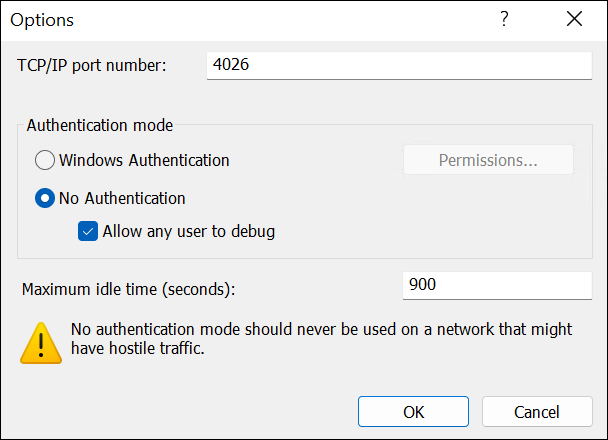 Options
TCP/IP port number: 4026
Authentication mode
Windows Authentication Permissions...
No Authentication
Allow any user to debug
Maximum idle time (seconds): 900
No authentication mode should never be used on a network that might
have hostile traffic.
OK Cancel